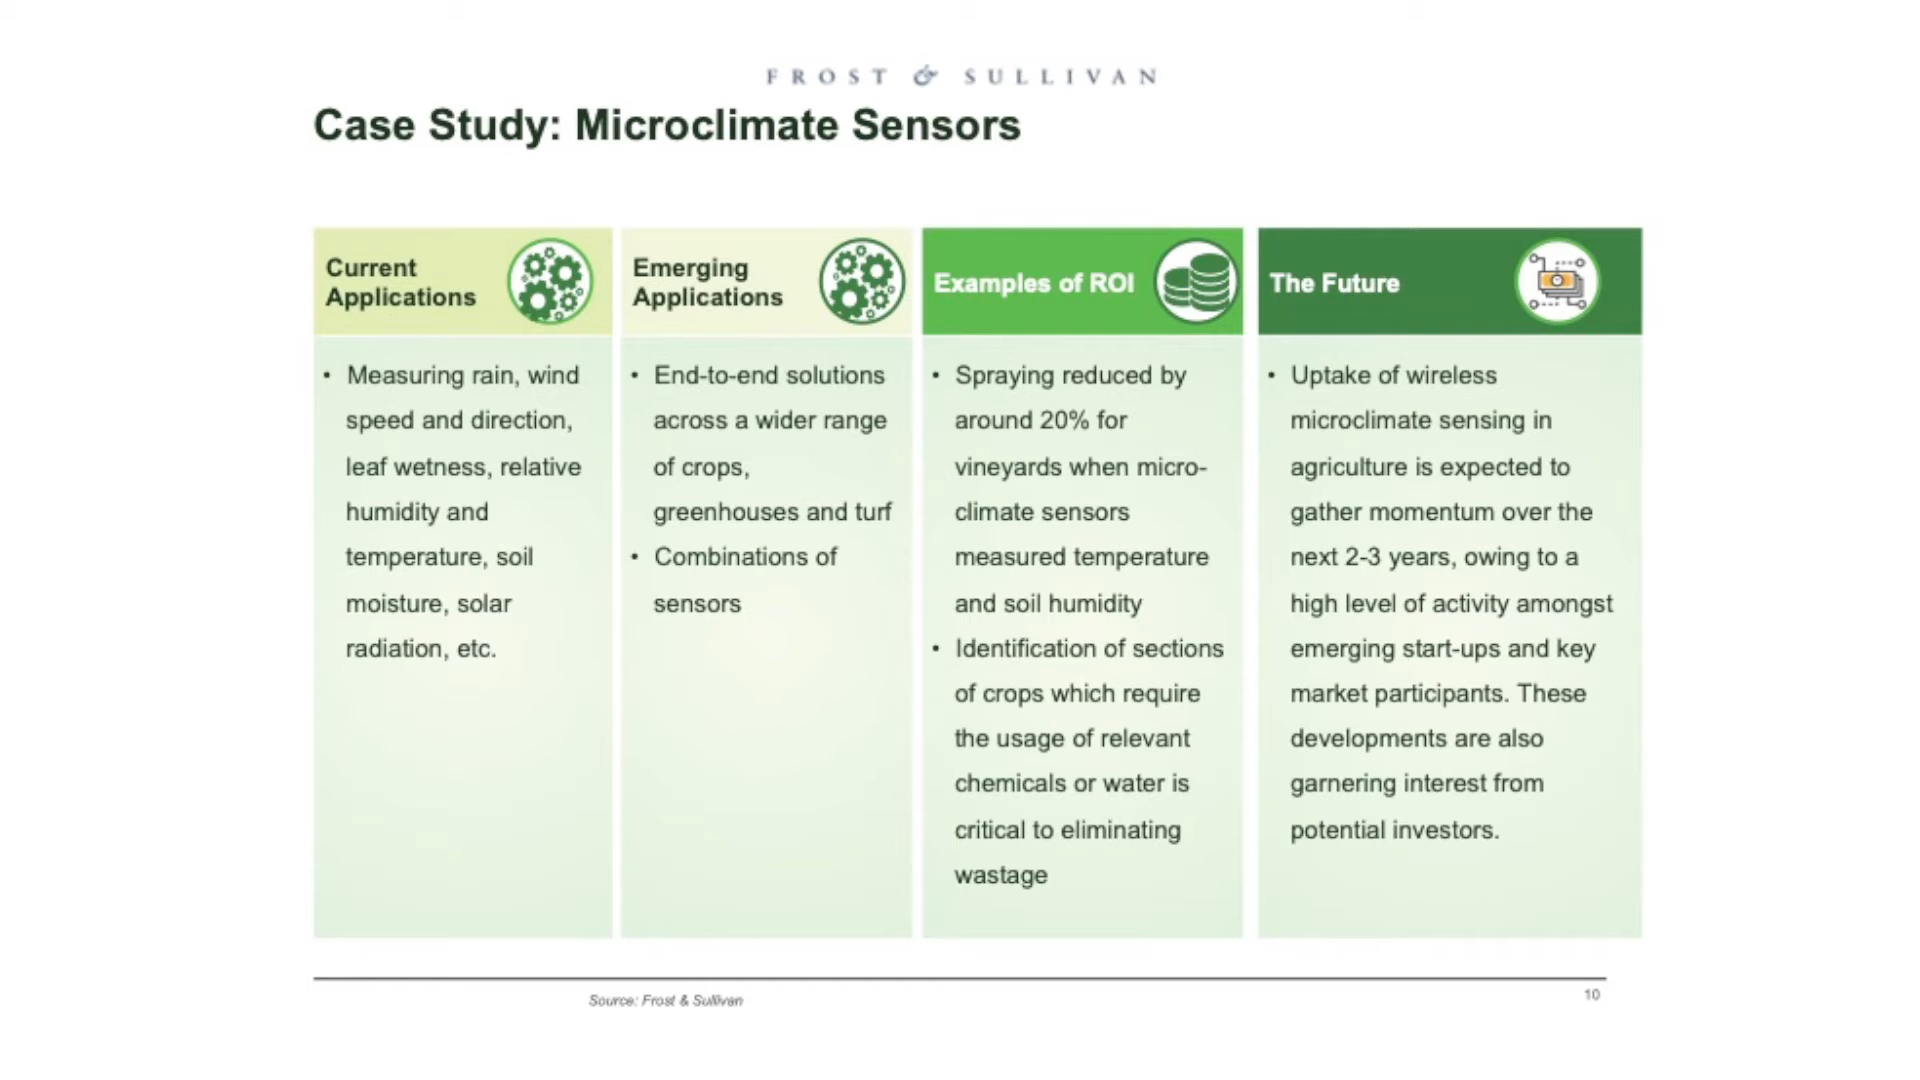 FROST & SULLIVAN
Case Study: Microclimate Sensors
Current
Applications
• Measuring rain, wind
speed and direction,
leaf wetness, relative
humidity and
temperature, soil
moisture, solar
radiation, etc.
Emerging
Applications
• End-to-end solutions
across a wider range
of crops,
greenhouses and turf
• Combinations of
sensors
Examples of ROI
• Spraying reduced by
around 20% for
vineyards when micro-
climate sensors
measured temperature
and soil humidity
• Identification of sections
of crops which require
the usage of relevant
chemicals or water is
critical to eliminating
wastage
The Future
• Uptake of wireless
microclimate sensing in
agriculture is expected to
gather momentum over the
next 2-3 years, owing to a
high level of activity amongst
emerging start-ups and key
market participants. These
developments are also
garnering interest from
potential investors.
Source: Frost & Sullivan
10